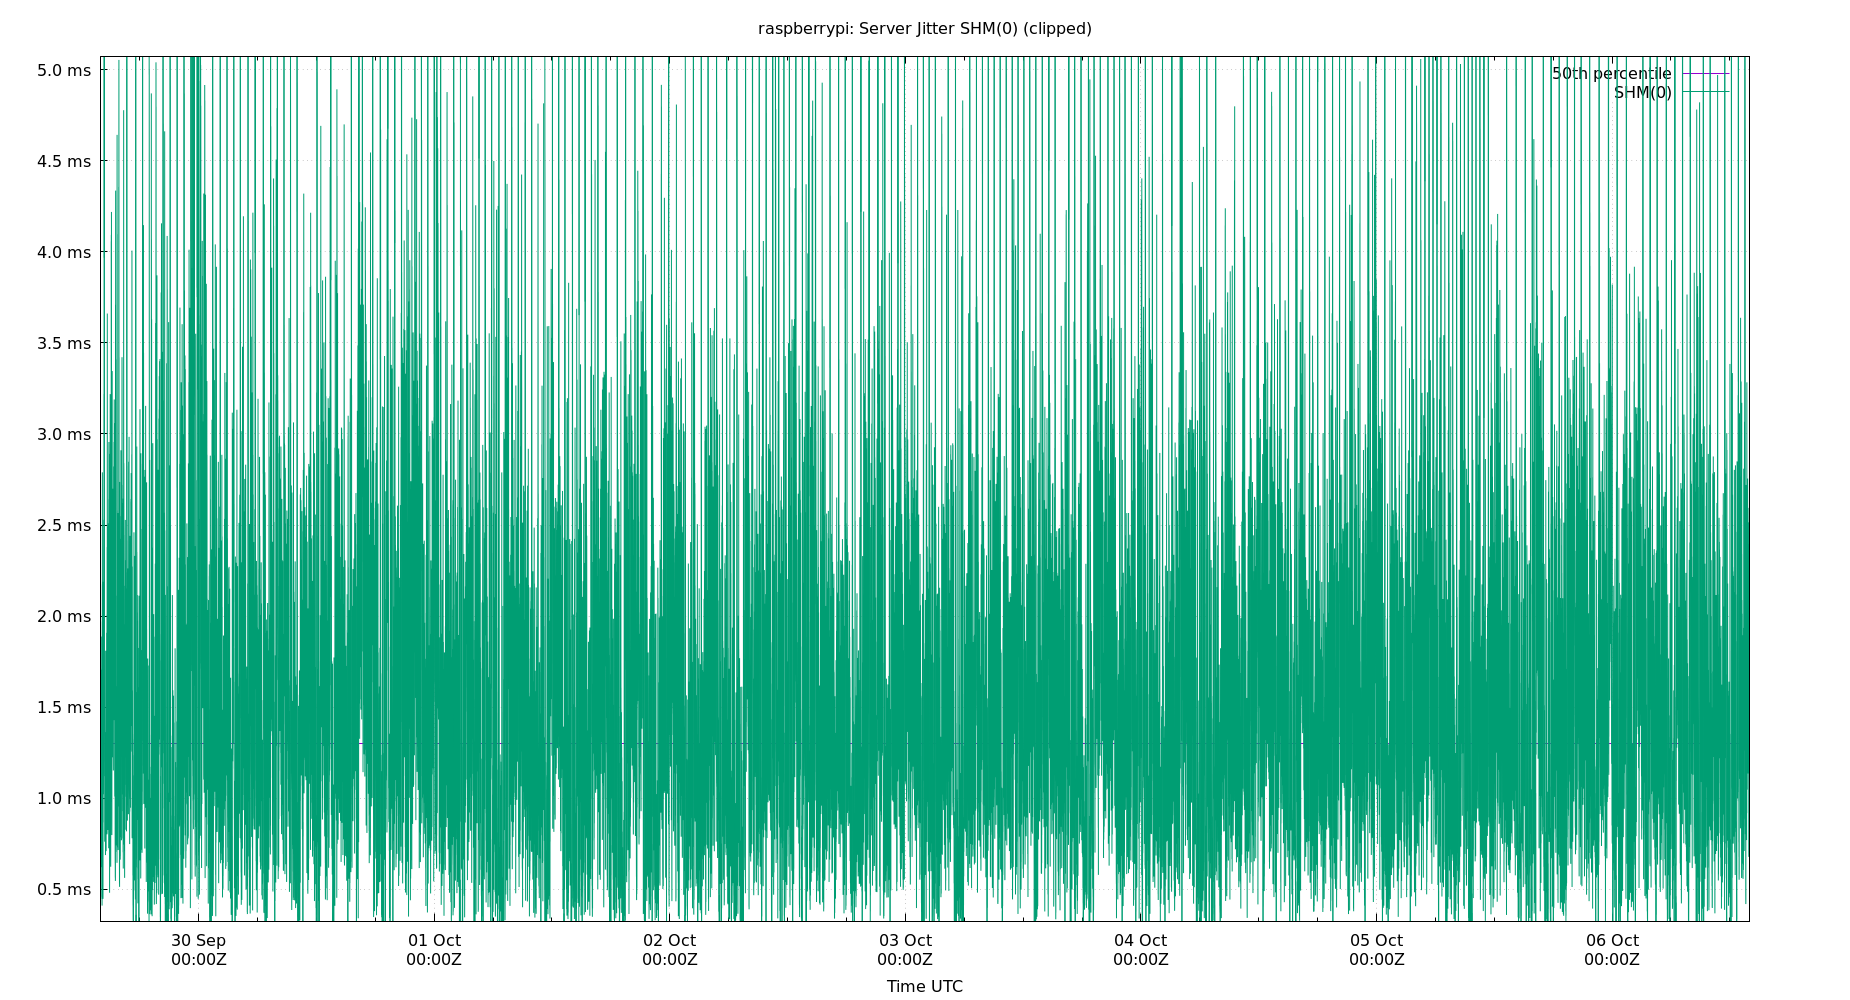 raspberrypi: Server Jitter SHM(0) (clipped)
50th percentile
SHM(0)
5.0 ms
4.5 ms
4.0 ms
3.5 ms
3.0 ms
2.5 ms
2.0 ms
1.5 ms
1.0 ms
0.5 ms
30 Sep 01 Oct 02 Oct 03 Oct 04 Oct 05 Oct 06 Oct
00:00Z 00:00Z 00:00Z 00:00Z 00:00Z 00:00Z 00:00Z
Time UTC